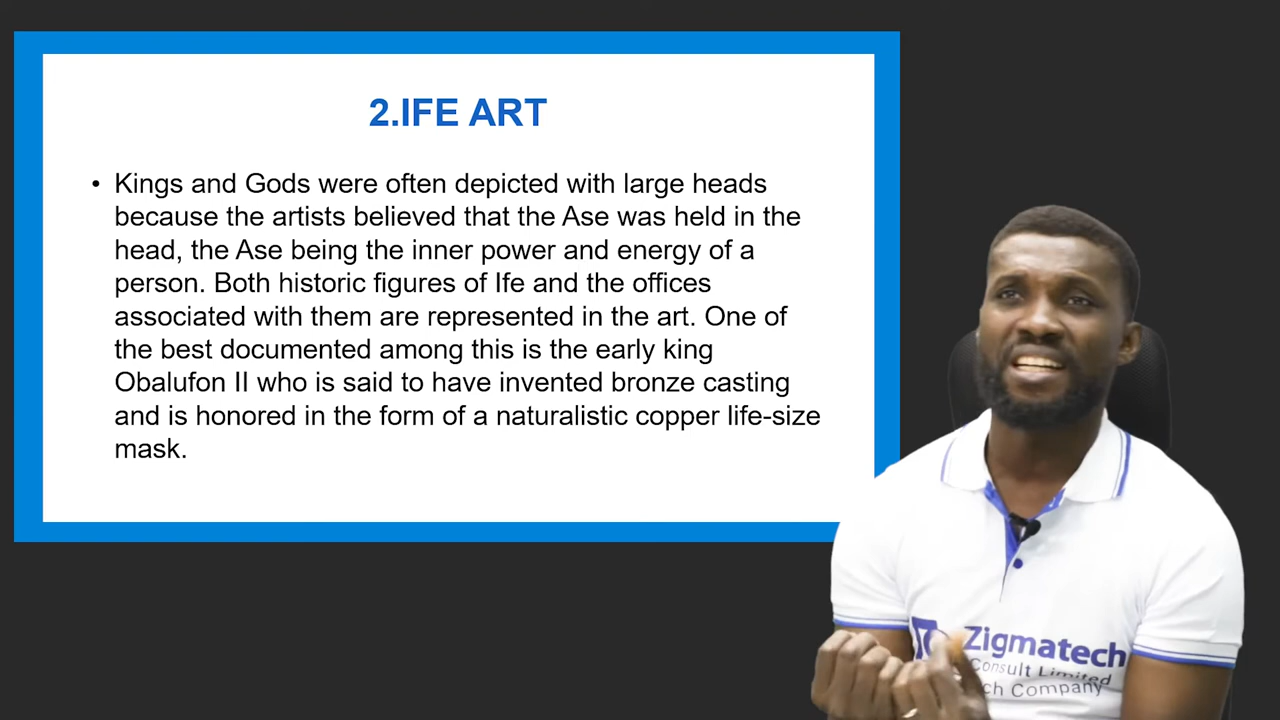 2.IFE ART
• Kings and Gods were often depicted with large heads
because the artists believed that the Ase was held in the
head, the Ase being the inner power and energy of a
person. Both historic figures of Ife and the offices
associated with them are represented in the art. One of
the best documented among this is the early king
Obalufon II who is said to have invented bronze casting
and is honored in the form of a naturalistic copper life-size
mask.
Zigmatech
Consult Limited
Company